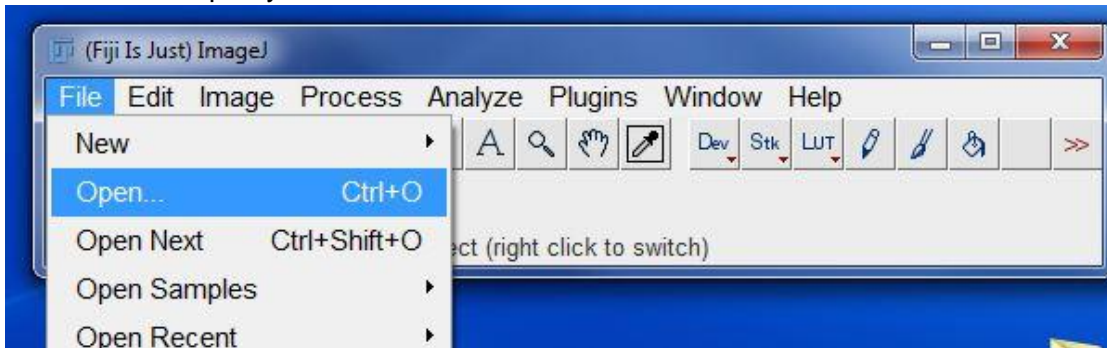 (Fiji Is Just) ImageJ
File Edit Image Process Analyze Plugins Window Help
New
A Dev Stk LUT >>
Open... Ctrl+O
Open Next Ctrl+Shift+O
(right click to switch)
Open Samples
Open Recent